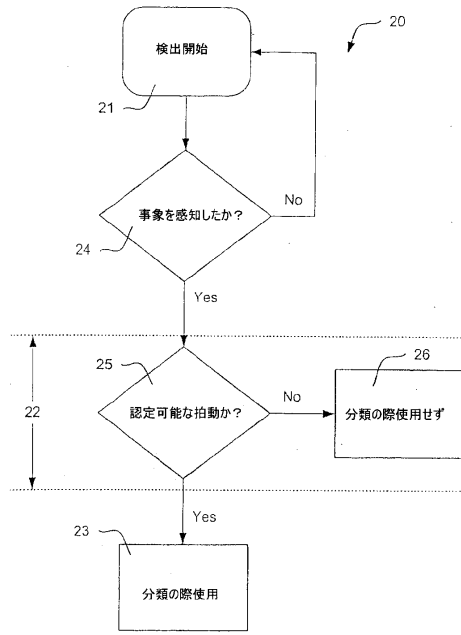 20
検出開始
21
No
事象を感知したか?
24
Yes
25
26
22
認定可能な拍動か?
No
分類の際使用せず
Yes
23
分類の際使用